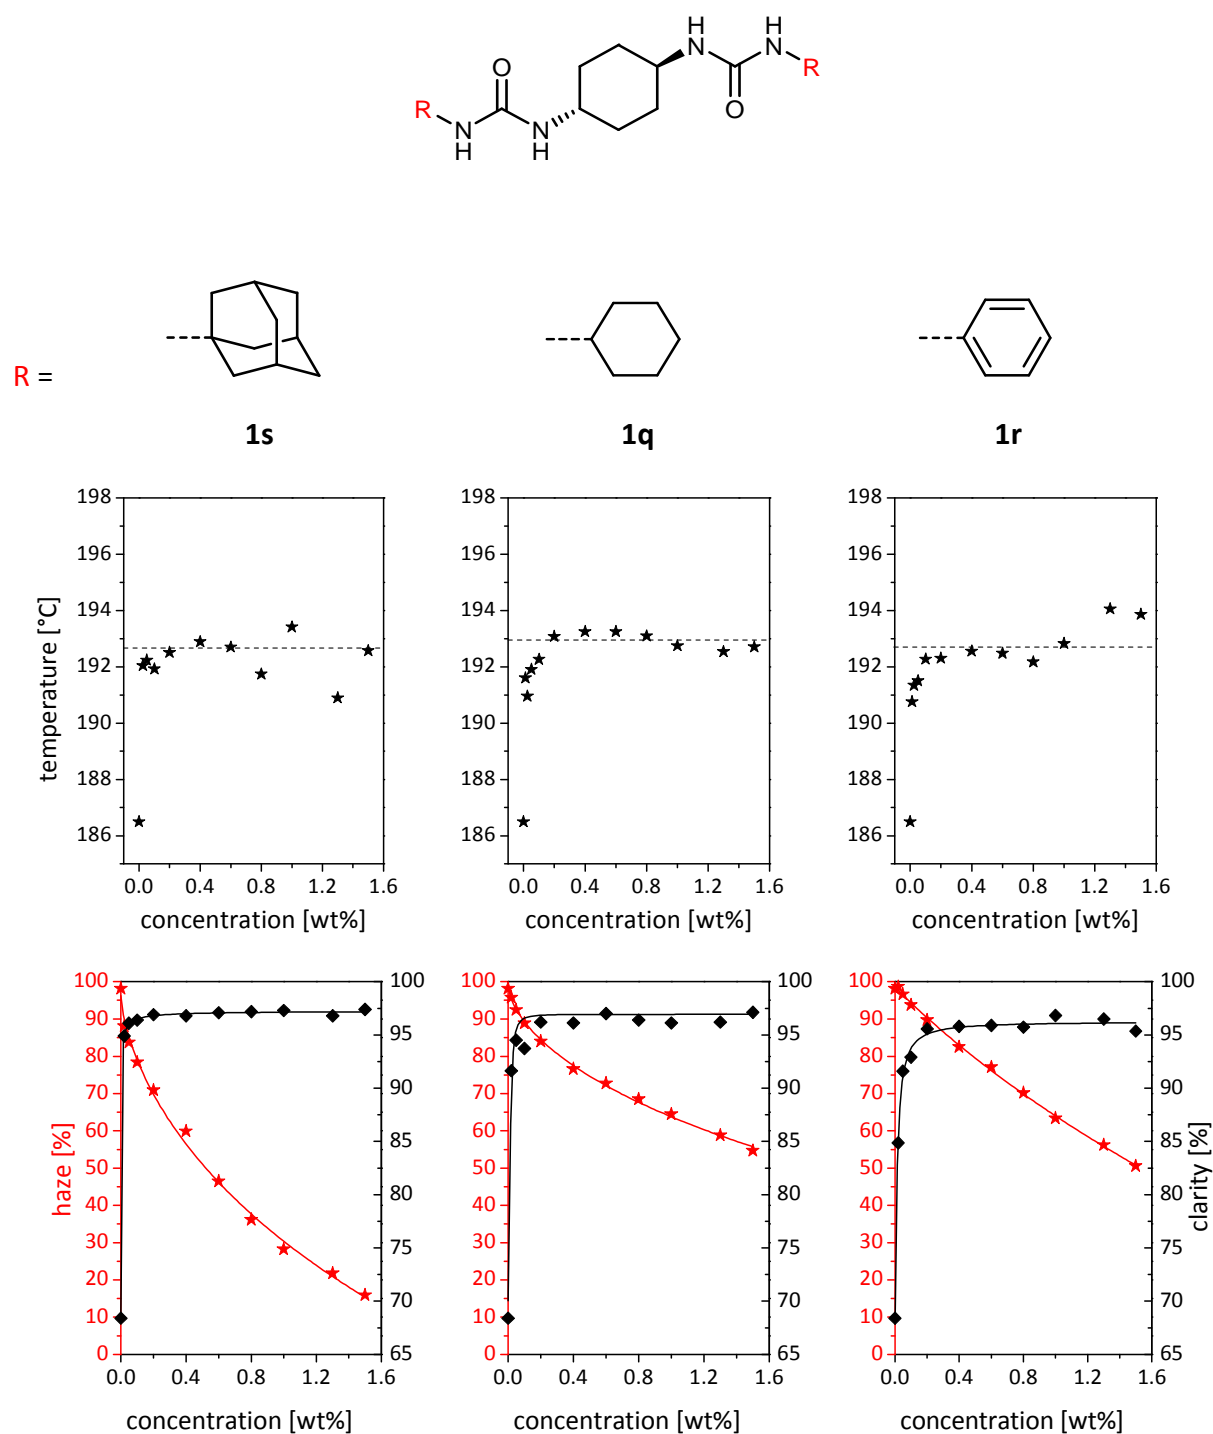 H
N
H
N
R
O
O
R
N
H
N
H
R =
1s
1q
1r
temperature [°C]
198
196
194
192
190
188
186
0.0 0.4 0.8 1.2 1.6
concentration [wt%]
198
196
194
192
190
188
186
0.0 0.4 0.8 1.2 1.6
concentration [wt%]
198
196
194
192
190
188
186
0.0 0.4 0.8 1.2 1.6
concentration [wt%]
haze [%]
100
90
80
70
60
50
40
30
20
10
0
100
95
90
85
80
75
70
65
0.0 0.4 0.8 1.2 1.6
concentration [wt%]
100
90
80
70
60
50
40
30
20
10
0
100
95
90
85
80
75
70
65
0.0 0.4 0.8 1.2 1.6
concentration [wt%]
100
90
80
70
60
50
40
30
20
10
0
100
95
90
85
80
75
70
65
clarity [%]
0.0 0.4 0.8 1.2 1.6
concentration [wt%]